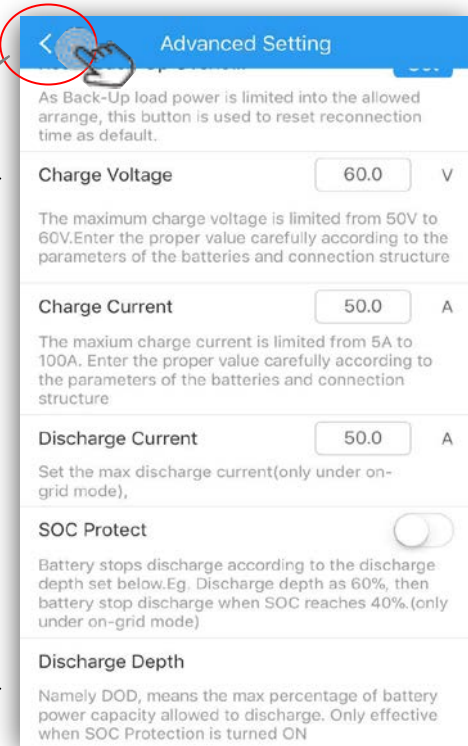 Advanced Setting
As Back-Up load power is limited into the allowed
arrange, this button is used to reset reconnection
time as default.
Charge Voltage 60.0 V
The maximum charge voltage is limited from 50V to
60V.Enter the proper value carefully according to the
parameters of the batteries and connection structure
Charge Current 50.0 A
The maxium charge current is limited from 5A to
100A. Enter the proper value carefully according to
the parameters of the batteries and connection
structure
Discharge Current 50.0 A
Set the max discharge current(only under on-
grid mode),
SOC Protect
Battery stops discharge according to the discharge
depth set below.Eg. Discharge depth as 60%, then
battery stop discharge when SOC reaches 40%.(only
under on-grid mode)
Discharge Depth
Namely DOD, means the max percentage of battery
power capacity allowed to discharge. Only effective
when SOC Protection is turned ON